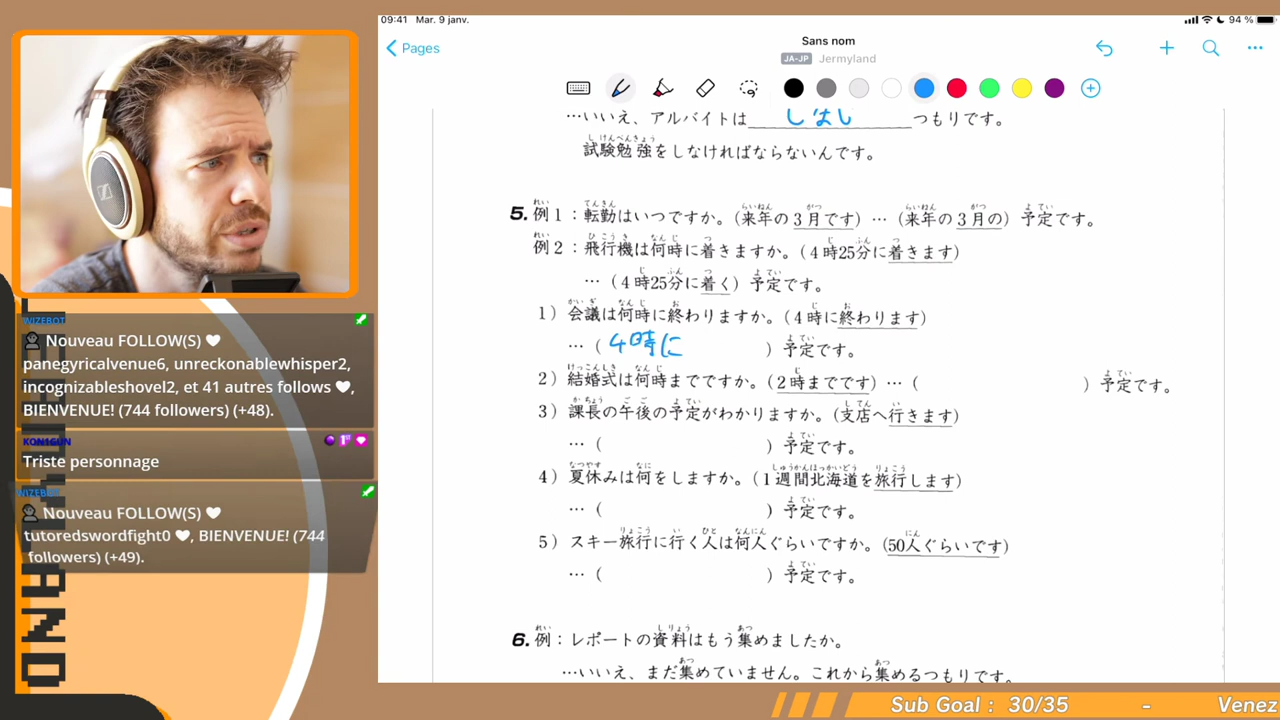 09:41 Mar. 9 janv.
94 %
Pages
Sans nom
JA-JP Jermyland
…いいえ、アルバイトは つもりです。
試験勉強をしなければならないんです。
5. 例1：転勤はいつですか。(来年の3月です) … (来年の3月の) 予定です。
例2：飛行機は何時に着きますか。(4時25分に着きます)
… (4時25分に着く) 予定です。
1) 会議は何時に終わりますか。(4時に終わります)
… ( 4時に ) 予定です。
2) 結婚式は何時までですか。(2時までです) … ( ) 予定です。
3) 課長の午後の予定がわかりますか。(支店へ行きます)
… ( ) 予定です。
4) 夏休みは何をしますか。(1週間北海道を旅行します)
… ( ) 予定です。
5) スキー旅行に行く人は何人ぐらいですか。(50人ぐらいです)
… ( ) 予定です。
6. 例：レポートの資料はもう集めましたか。
…いいえ、まだ集めていません。これから集めるつもりです。
WIZEBOT
Nouveau FOLLOW(S)
panegyricalvenue6, unreckonablewhisper2,
incognizableshovel2, et 41 autres follows ,
BIENVENUE! (744 followers) (+48).
KON1GUN
Triste personnage
WIZEBOT
Nouveau FOLLOW(S)
tutoredswordfight0 , BIENVENUE! (744
followers) (+49).
LAND
Sub Goal : 30/35 - Venez